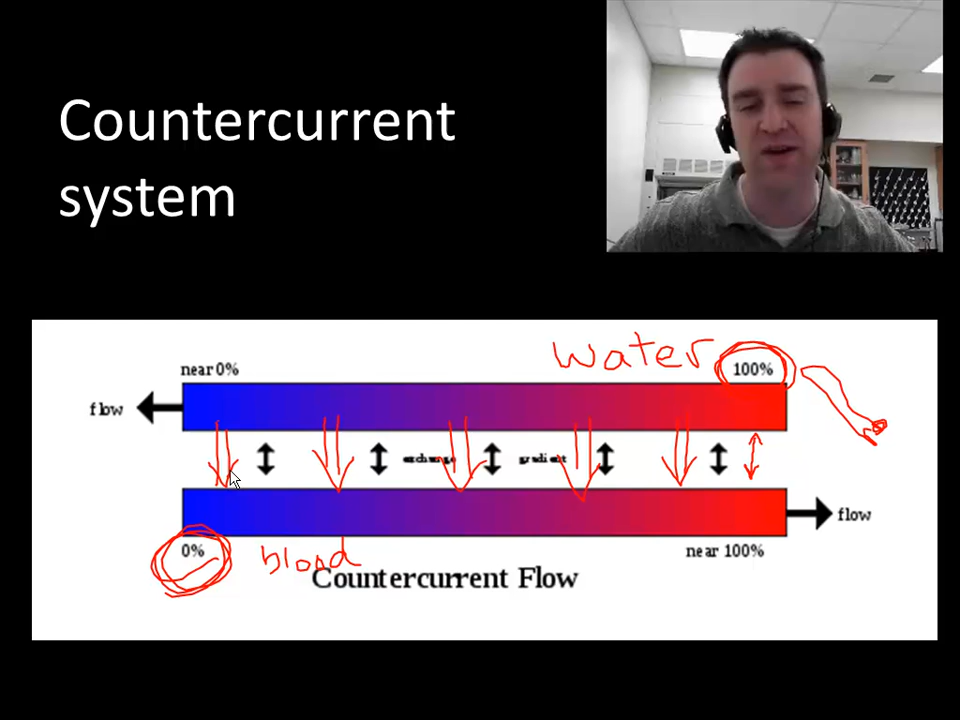 Countercurrent
system
water
near 0%
100%
flow
exchange gradient
flow
0%
near 100%
blood
Countercurrent Flow